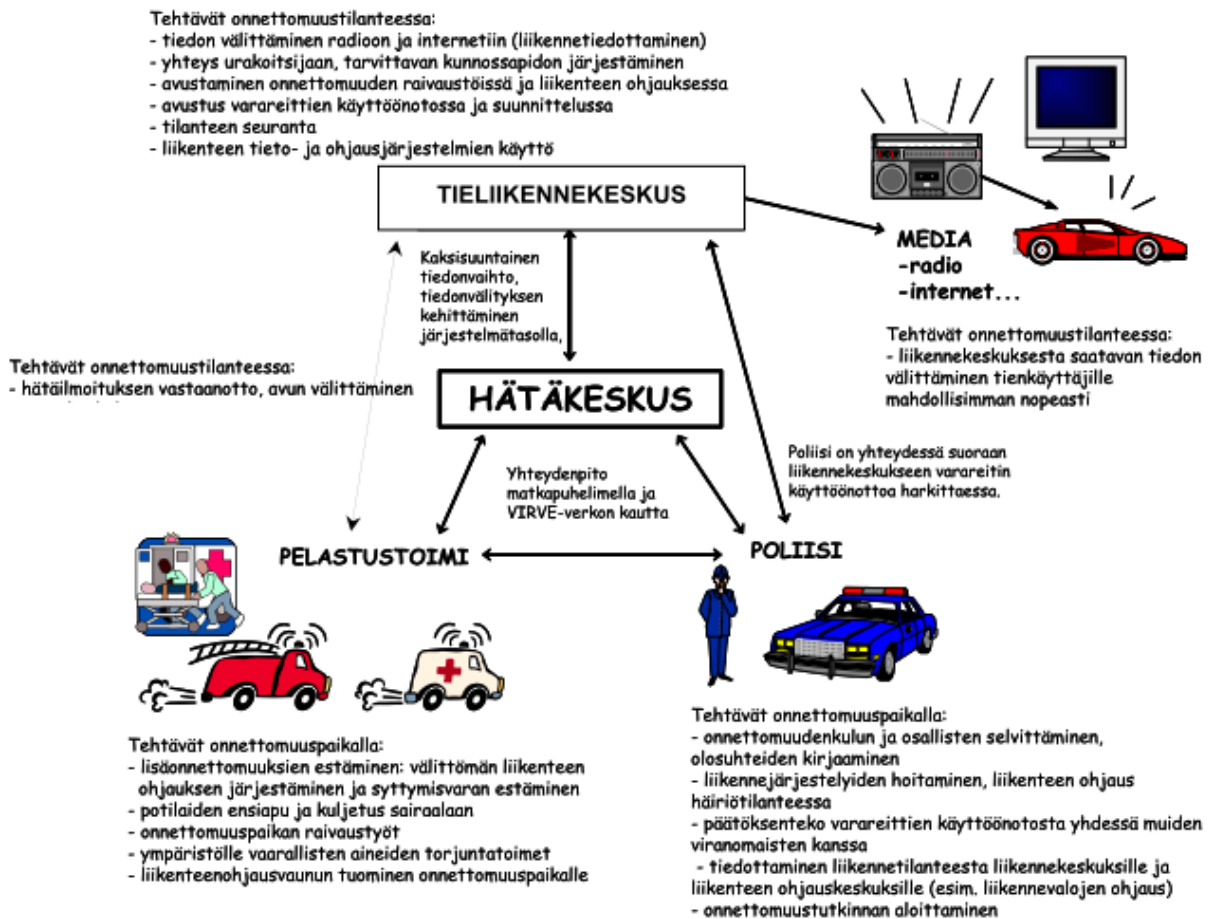 Tehtävät onnettomuustilanteessa:
- tiedon välittäminen radioon ja internetiin (liikennetiedottaminen)
- yhteys urakoitsijaan, tarvittavan kunnossapidon järjestäminen
- avustaminen onnettomuuden raivaustöissä ja liikenteen ohjauksessa
- avustus varareittien käyttöönotossa ja suunnittelussa
- tilanteen seuranta
- liikenteen tieto- ja ohjausjärjestelmien käyttö
TIELIIKENNEKESKUS
MEDIA
-radio
-internet...
Kaksisuuntainen
tiedonvaihto,
tiedonvälityksen
kehittäminen
järjestelmätasolla,
Tehtävät onnettomuustilanteessa:
- liikennekeskuksesta saatavan tiedon
välittäminen tienkäyttäjille
mahdollisimman nopeasti
Tehtävät onnettomuustilanteessa:
- hätäilmoituksen vastaanotto, avun välittäminen
HÄTÄKESKUS
Poliisi on yhteydessä suoraan
liikennekeskukseen varareitin
käyttöönottoa harkittaessa.
Yhteydenpito
matkapuhelimella ja
VIRVE-verkon kautta
PELASTUSTOIMI
POLIISI
Tehtävät onnettomuuspaikalla:
- lisäonnettomuuksien estäminen: välittömän liikenteen
ohjauksen järjestäminen ja syttymisvaran estäminen
- potilaiden ensiapu ja kuljetus sairaalaan
- onnettomuuspaikan raivaustyöt
- ympäristölle vaarallisten aineiden torjuntatoimet
- liikenteenohjausvaunun tuominen onnettomuuspaikalle
Tehtävät onnettomuuspaikalla:
- onnettomuudenkulun ja osallisten selvittäminen,
olosuhteiden kirjaaminen
- liikennejärjestelyiden hoitaminen, liikenteen ohjaus
häiriötilanteessa
- päätöksenteko varareittien käyttöönotosta yhdessä muiden
viranomaisten kanssa
- tiedottaminen liikennetilanteesta liikennekeskuksille ja
liikenteen ohjauskeskuksille (esim. liikennevalojen ohjaus)
- onnettomuustutkinnan aloittaminen